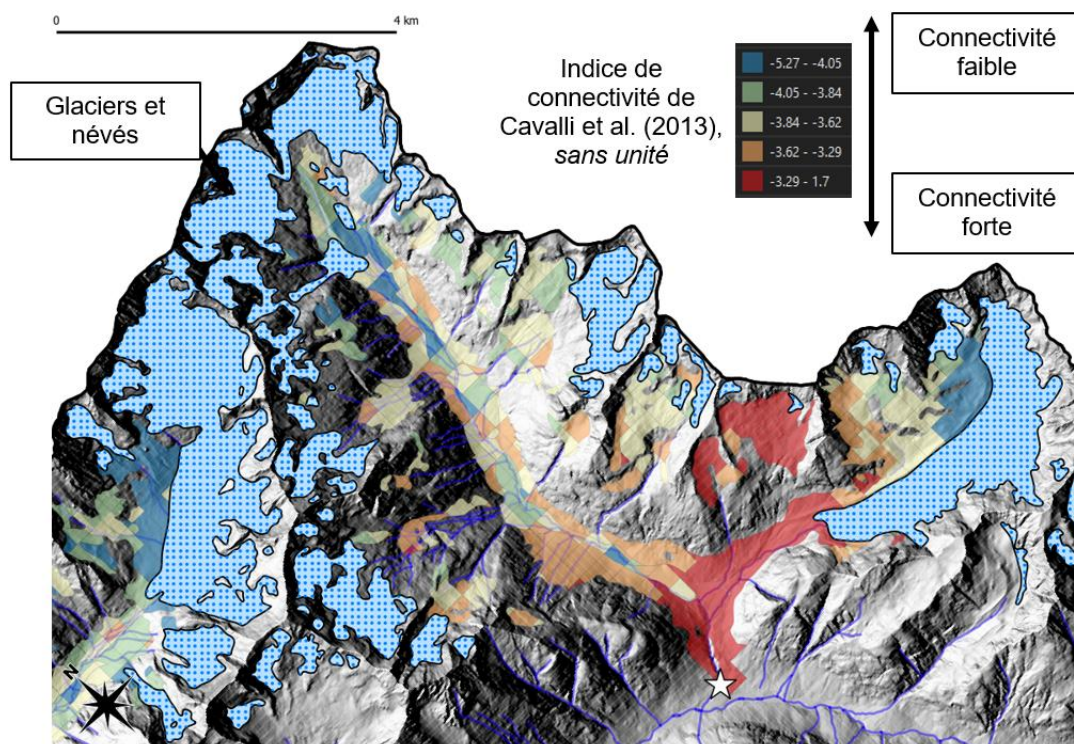 0
4 km
Glaciers et
névés
Indice de
connectivité de
Cavalli et al. (2013),
sans unité
-5.27 - -4.05
-4.05 - -3.84
-3.84 - -3.62
-3.62 - -3.29
-3.29 - 1.7
Connectivité
faible
Connectivité
forte
N